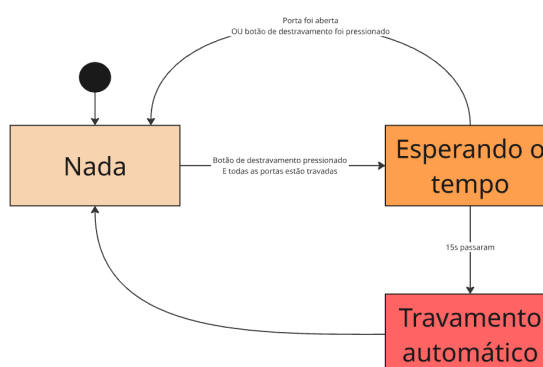 Porta foi aberta
OU botão de destravamento foi pressionado
Nada
Botão de destravamento pressionado
E todas as portas estão travadas
Esperando o
tempo
15s passaram
Travamento
automático